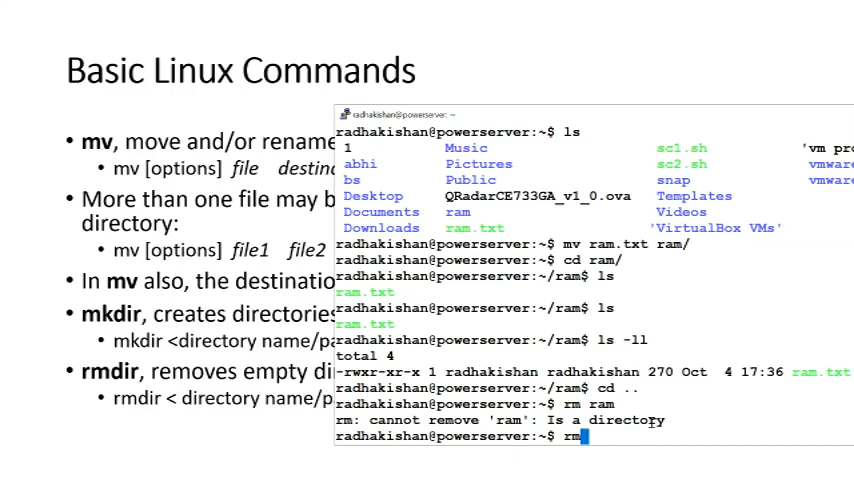 Basic Linux Commands
• mv, move and/or rename
• mv [options] file destina
• More than one file may b
directory:
• mv [options] file1 file2
• In mv also, the destinatio
• mkdir, creates directories
• mkdir <directory name/pa
• rmdir, removes empty di
• rmdir < directory name/p
radhakishan@powerserver: ~
radhakishan@powerserver:~$ ls
1 Music sc1.sh 'vm pro
abhi Pictures sc2.sh vmware
bs Public snap vmware
Desktop QRadarCE733GA_v1_0.ova Templates
Documents ram Videos
Downloads ram.txt 'VirtualBox VMs'
radhakishan@powerserver:~$ mv ram.txt ram/
radhakishan@powerserver:~$ cd ram/
radhakishan@powerserver:~/ram$ ls
ram.txt
radhakishan@powerserver:~/ram$ ls
ram.txt
radhakishan@powerserver:~/ram$ ls -ll
total 4
-rwxr-xr-x 1 radhakishan radhakishan 270 Oct 4 17:36 ram.txt
radhakishan@powerserver:~/ram$ cd ..
radhakishan@powerserver:~$ rm ram
rm: cannot remove 'ram': Is a directory
radhakishan@powerserver:~$ rm